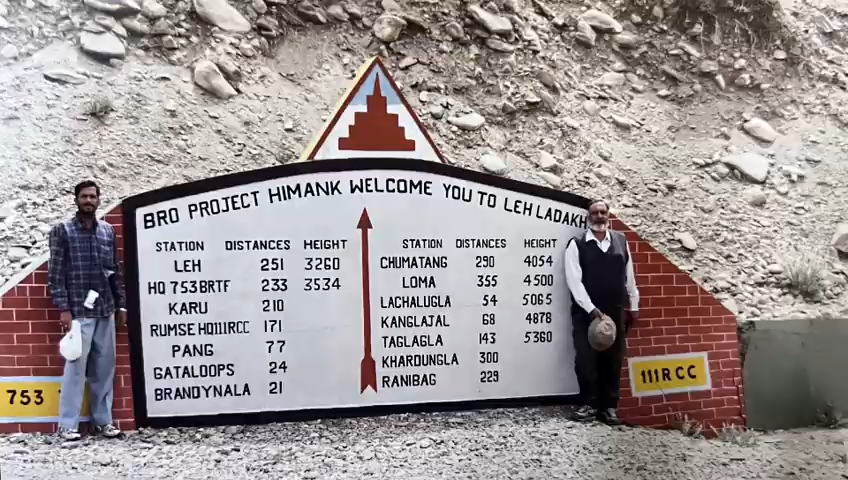 BRO PROJECT HIMANK WELCOME YOU TO LEH LADAKH
STATION DISTANCES HEIGHT
LEH 251 3260
HQ 753BRTF 233 3534
KARU 210
RUMSE HQ111RCC 171
PANG 77
GATALOOPS 24
BRANDYNALA 21
STATION DISTANCES HEIGHT
CHUMATANG 290 4054
LOMA 355 4500
LACHALUGLA 54 5065
KANGLAJAL 68 4878
TAGLAGLA 143 5360
KHARDUNGLA 300
RANIBAG 229
753
111RCC